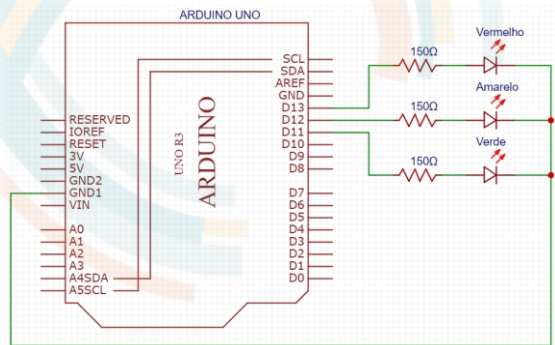 ARDUINO UNO
SCL
SDA
AREF
GND
D13
D12
D11
D10
D9
D8
D7
D6
D5
D4
D3
D2
D1
D0
RESERVED
IOREF
RESET
3V
5V
GND2
GND1
VIN
A0
A1
A2
A3
A4SDA
A5SCL
UNO R3
ARDUINO
150Ω
Vermelho
150Ω
Amarelo
150Ω
Verde